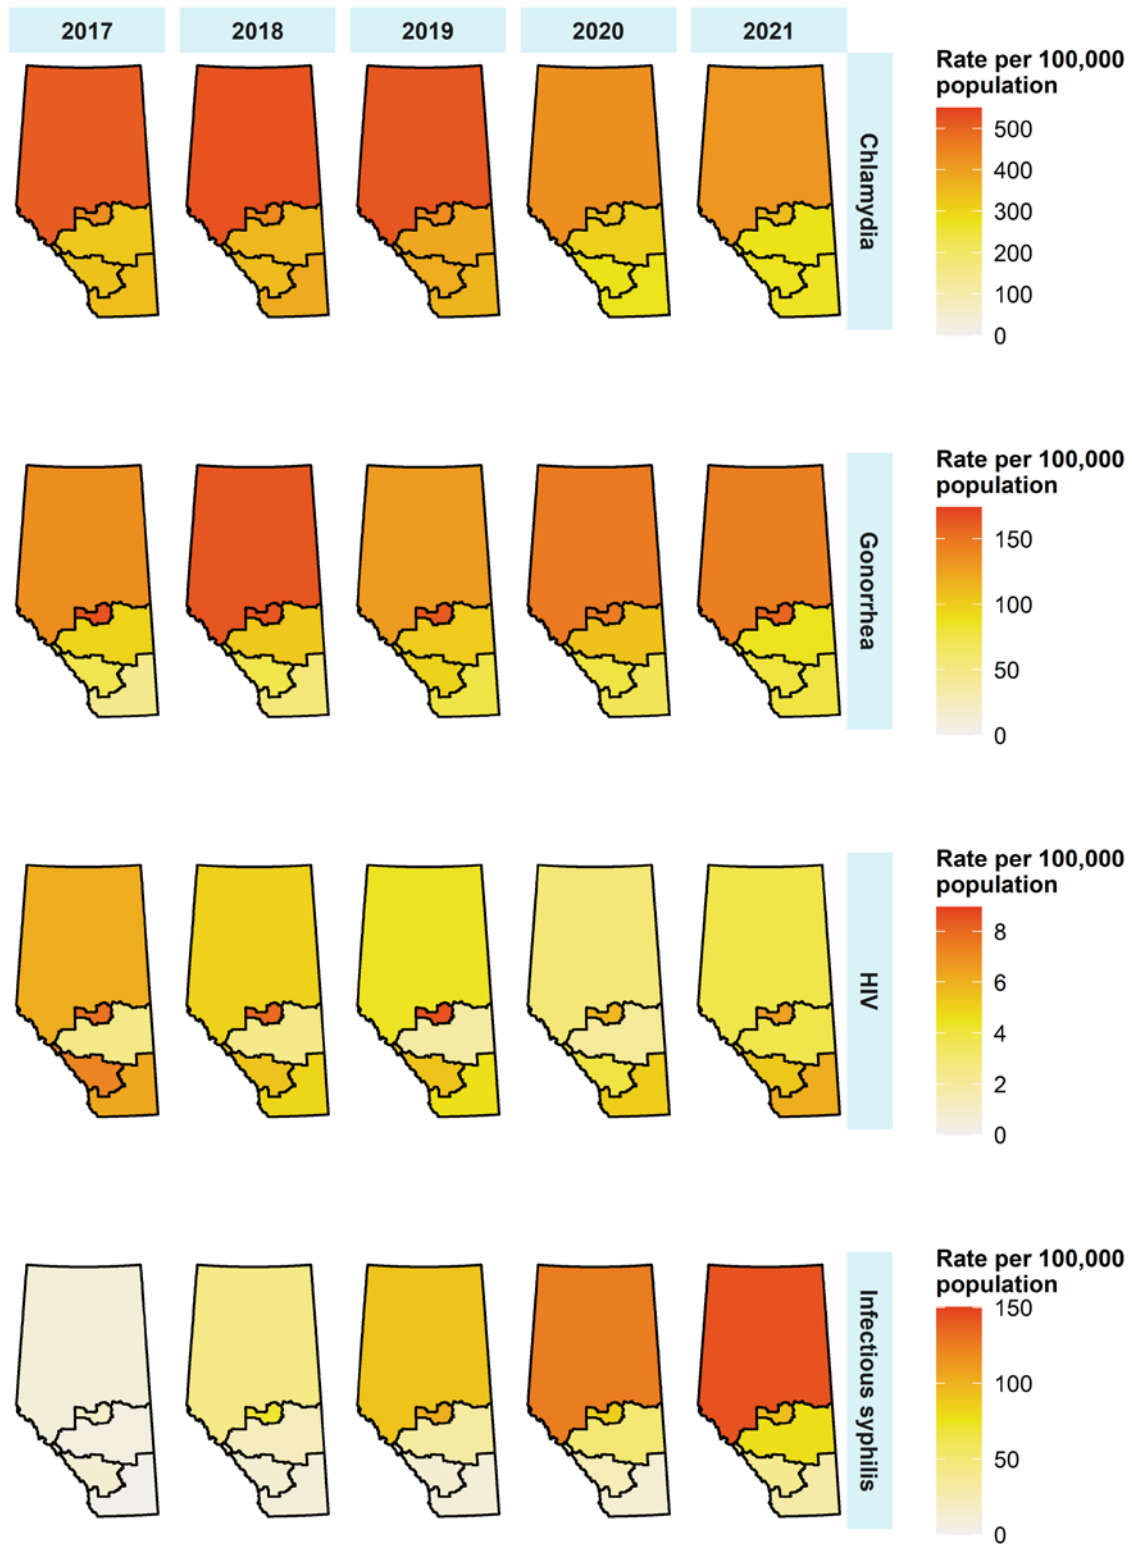 2017 2018 2019 2020 2021
Chlamydia
Rate per 100,000
population
500
400
300
200
100
0
Gonorrhea
Rate per 100,000
population
150
100
50
0
HIV
Rate per 100,000
population
8
6
4
2
0
Infectious syphilis
Rate per 100,000
population
150
100
50
0